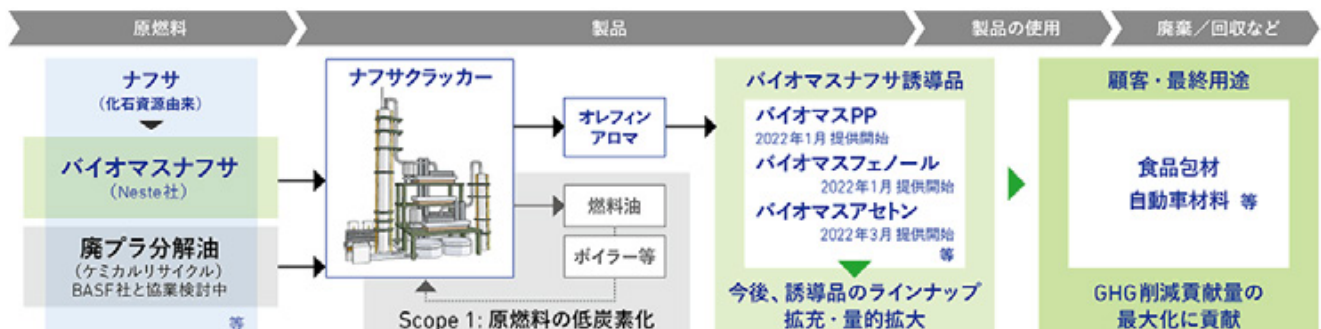 原燃料
製品
製品の使用
廃棄／回収など
ナフサ
（化石資源由来）
バイオマスナフサ
（Neste社）
廃プラ分解油
（ケミカルリサイクル）
BASF社と協業検討中
等
ナフサクラッカー
オレフィン
アロマ
燃料油
ボイラー等
Scope 1: 原燃料の低炭素化
バイオマスナフサ誘導品
バイオマスPP
2022年1月 提供開始
バイオマスフェノール
2022年1月 提供開始
バイオマスアセトン
2022年3月 提供開始
等
今後、誘導品のラインナップ
拡充・量的拡大
顧客・最終用途
食品包材
自動車材料 等
GHG削減貢献量の
最大化に貢献